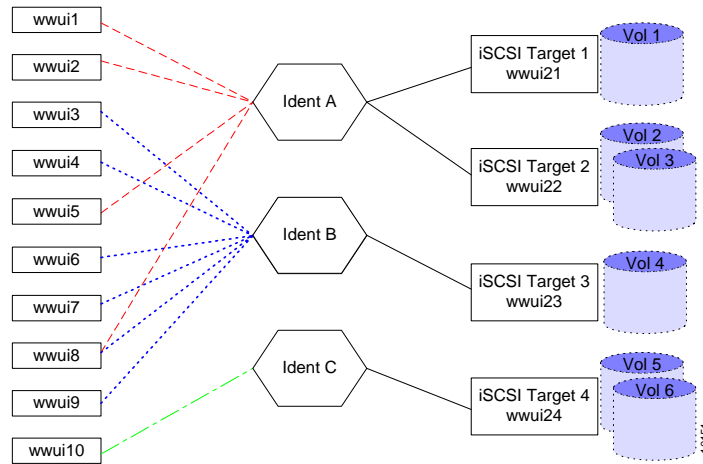 wwui1
wwui2
wwui3
wwui4
wwui5
wwui6
wwui7
wwui8
wwui9
wwui10
Ident A
Ident B
Ident C
iSCSI Target 1
wwui21
iSCSI Target 2
wwui22
iSCSI Target 3
wwui23
iSCSI Target 4
wwui24
Vol 1
Vol 2
Vol 3
Vol 4
Vol 5
Vol 6